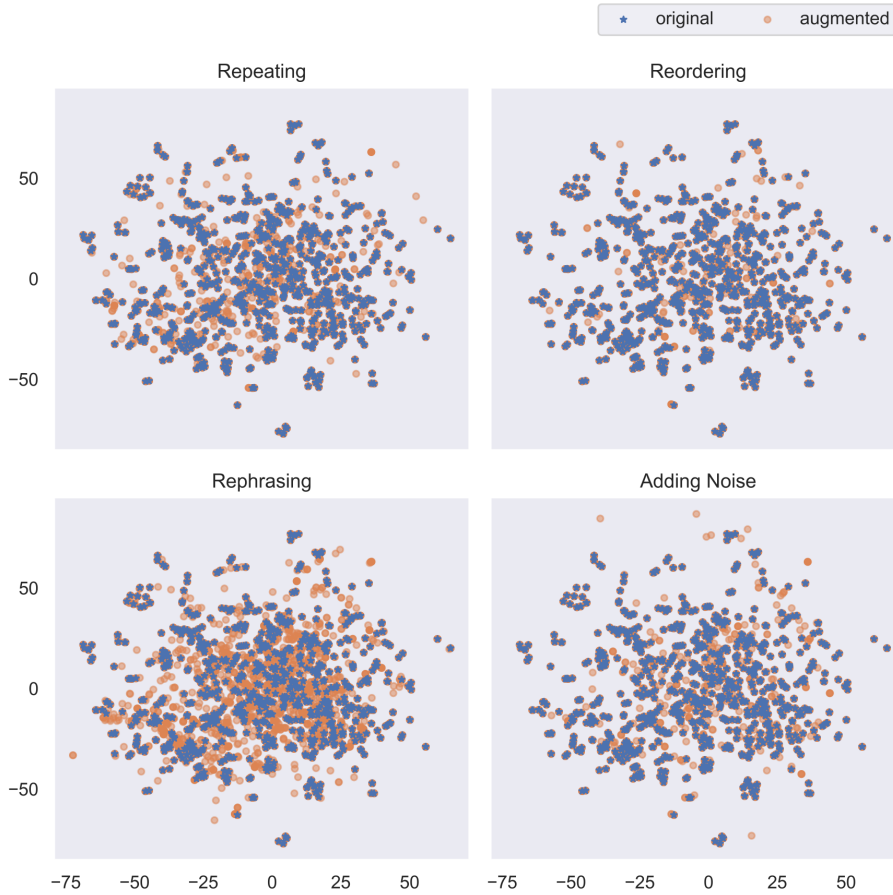 original augmented
Repeating Reordering
50
0
−50
Rephrasing Adding Noise
50
0
−50
−75 −50 −25 0 25 50 −75 −50 −25 0 25 50